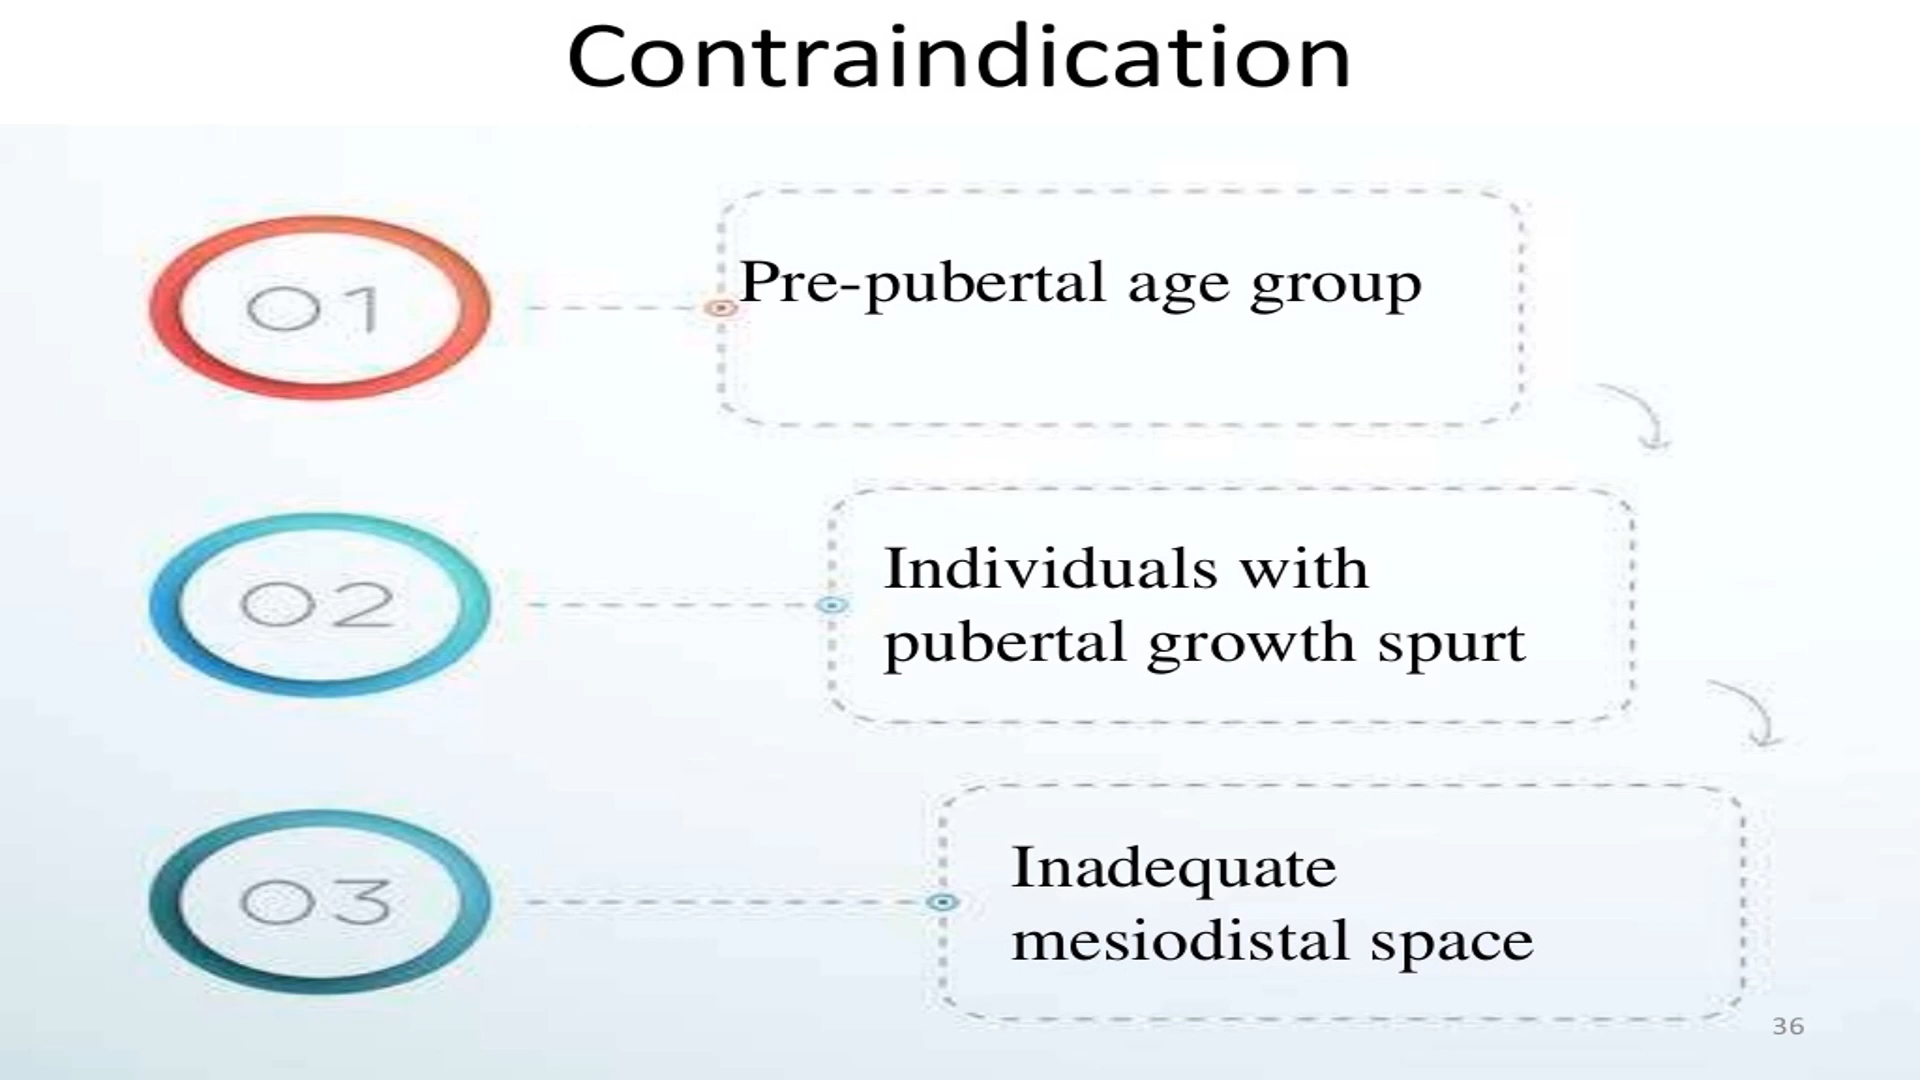 Contraindication
01
Pre-pubertal age group
02
Individuals with
pubertal growth spurt
03
Inadequate
mesiodistal space
36